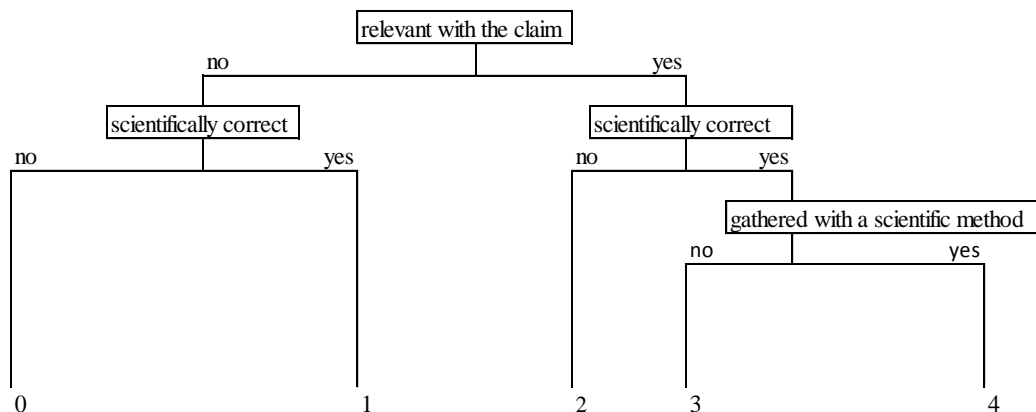 relevant with the claim
no
yes
scientifically correct
scientifically correct
no
yes
no
yes
gathered with a scientific method
no
yes
0
1
2
3
4